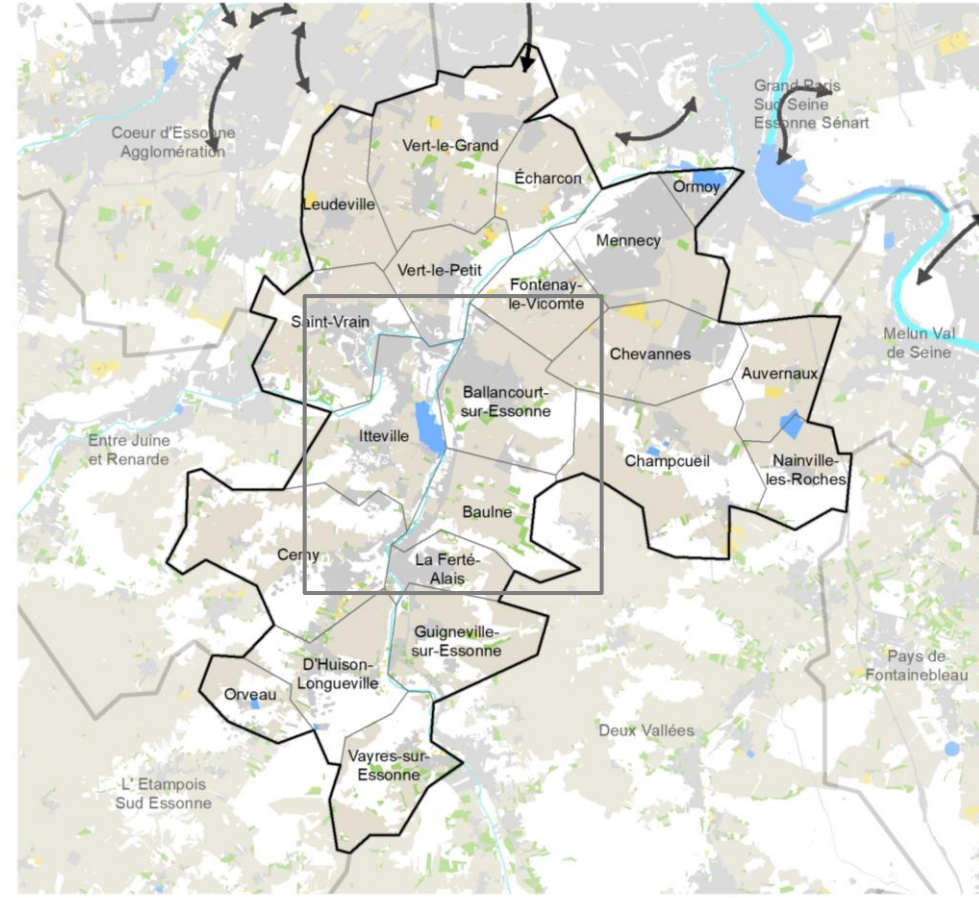 Grand Paris
Sud Seine
Essonne Sénart
Coeur d'Essonne
Agglomération
Vert-le-Grand
Écharcon
Ormoy
Leudeville
Mennecy
Vert-le-Petit
Fontenay-
le-Vicomte
Saint-Vrain
Melun Val
de Seine
Chevannes
Auvernaux
Ballancourt-
sur-Essonne
Itteville
Entre Juine
et Renarde
Champcueil
Nainville-
les-Roches
Baulne
Cerny
La Ferté-
Alais
Guigneville-
sur-Essonne
D'Huison-
Longueville
Pays de
Fontainebleau
Orveau
Deux Vallées
Vayres-sur-
Essonne
L' Etampois
Sud Essonne